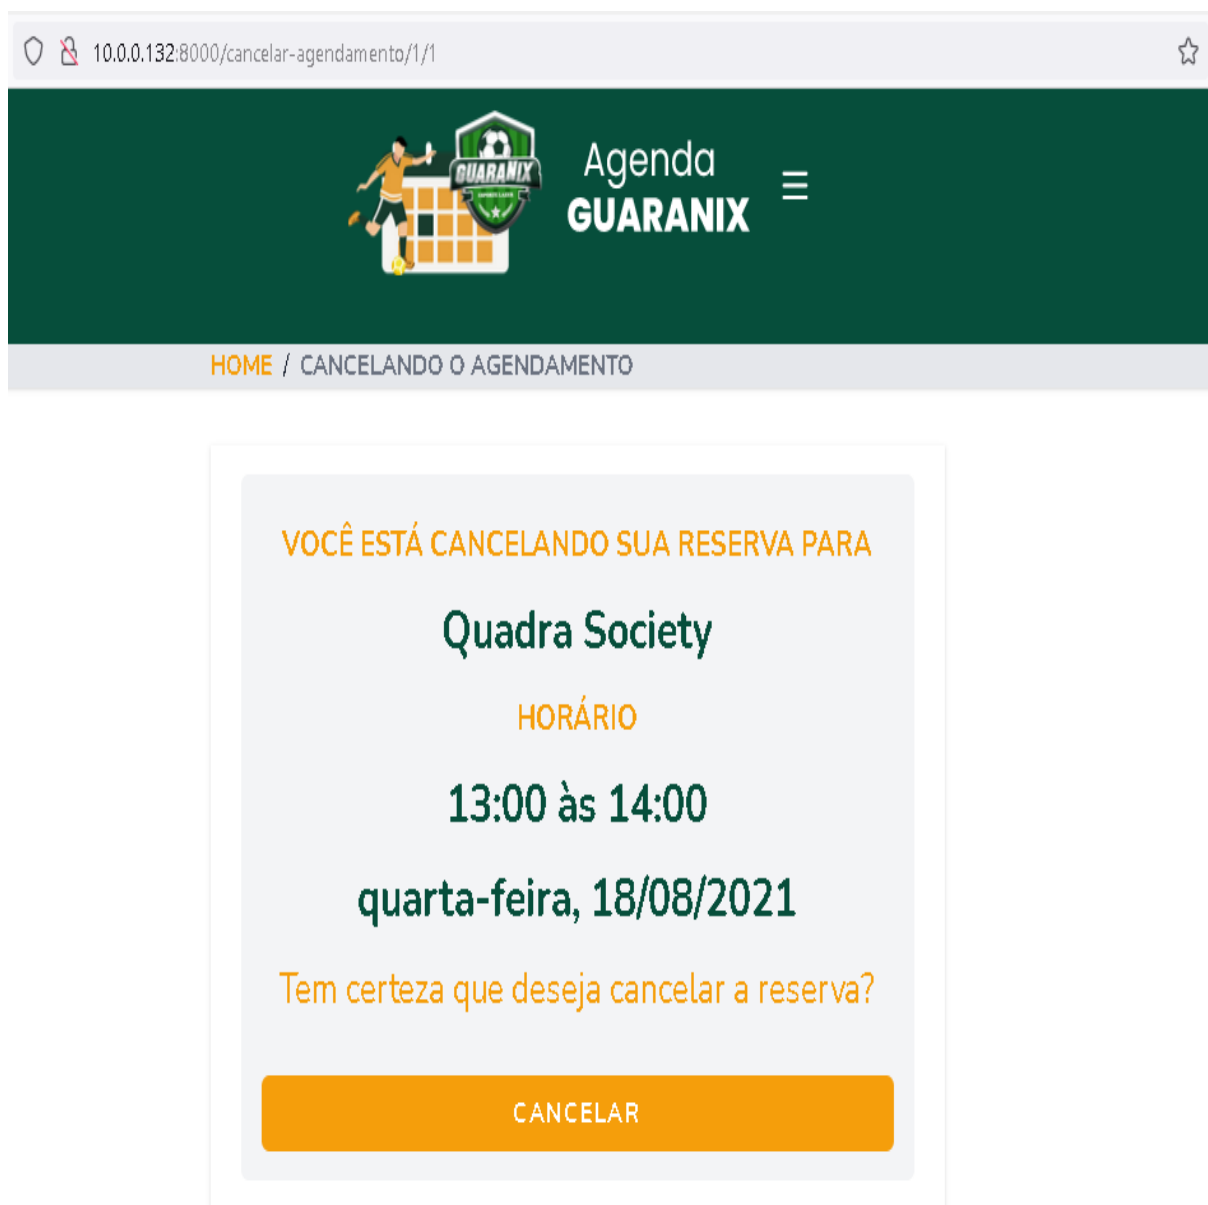 10.0.0.132:8000/cancelar-agendamento/1/1
GUARANIX
Agenda
GUARANIX
HOME / CANCELANDO O AGENDAMENTO
VOCÊ ESTÁ CANCELANDO SUA RESERVA PARA
Quadra Society
HORÁRIO
13:00 às 14:00
quarta-feira, 18/08/2021
Tem certeza que deseja cancelar a reserva?
CANCELAR